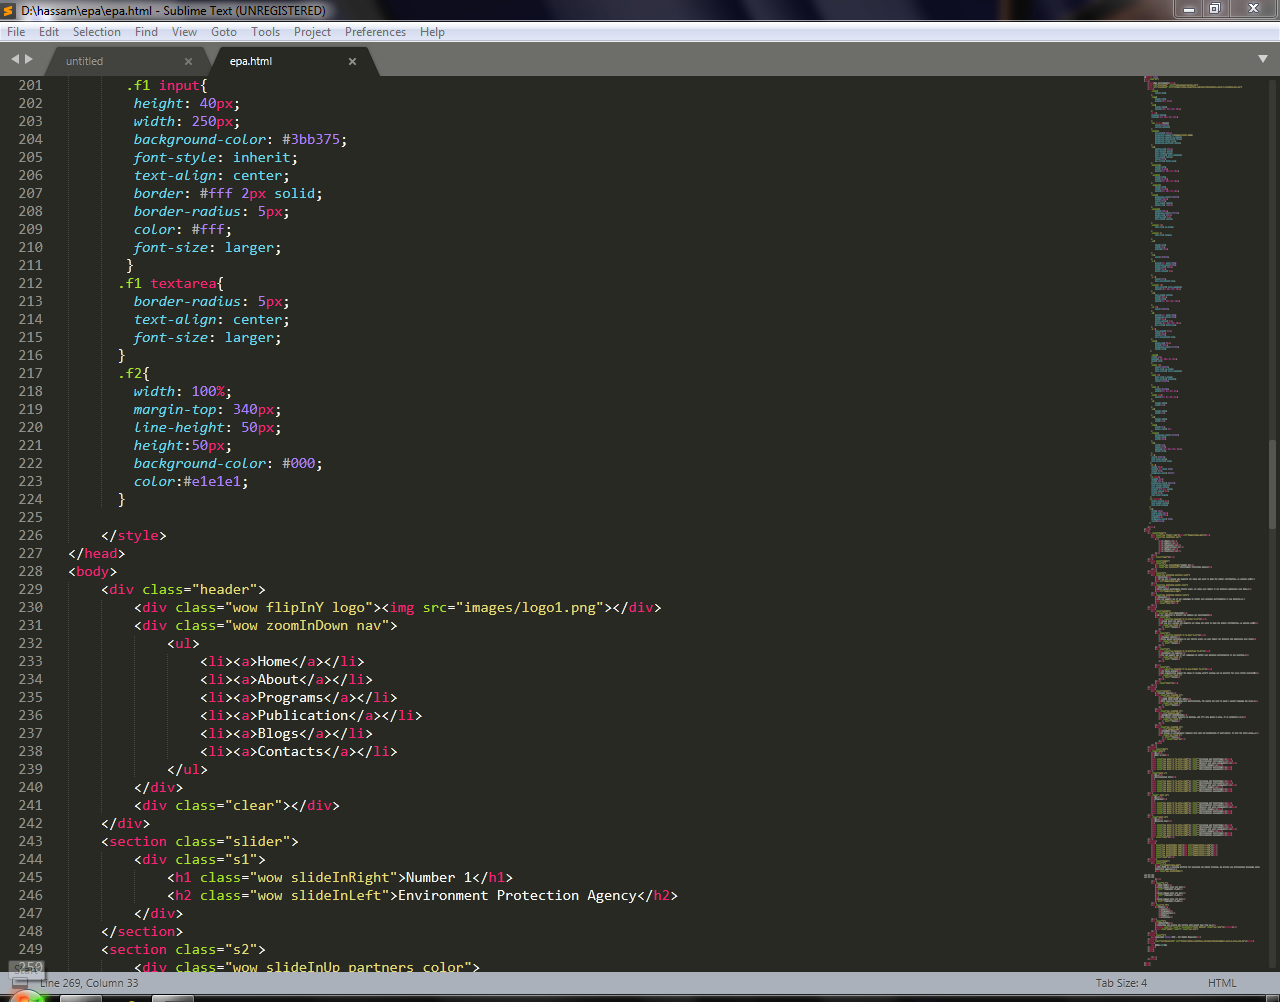 D:\hassam\epa\epa.html - Sublime Text (UNREGISTERED)
File Edit Selection Find View Goto Tools Project Preferences Help
untitled epa.html
201 .f1 input{
202 height: 40px;
203 width: 250px;
204 background-color: #3bb375;
205 font-style: inherit;
206 text-align: center;
207 border: #fff 2px solid;
208 border-radius: 5px;
209 color: #fff;
210 font-size: larger;
211 }
212 .f1 textarea{
213 border-radius: 5px;
214 text-align: center;
215 font-size: larger;
216 }
217 .f2{
218 width: 100%;
219 margin-top: 340px;
220 line-height: 50px;
221 height:50px;
222 background-color: #000;
223 color:#e1e1e1;
224 }
225
226 </style>
227 </head>
228 <body>
229 <div class="header">
230 <div class="wow flipInY logo"><img src="images/logo1.png"></div>
231 <div class="wow zoomInDown nav">
232 <ul>
233 <li><a>Home</a></li>
234 <li><a>About</a></li>
235 <li><a>Programs</a></li>
236 <li><a>Publication</a></li>
237 <li><a>Blogs</a></li>
238 <li><a>Contacts</a></li>
239 </ul>
240 </div>
241 <div class="clear"></div>
242 </div>
243 <section class="slider">
244 <div class="s1">
245 <h1 class="wow slideInRight">Number 1</h1>
246 <h2 class="wow slideInLeft">Environment Protection Agency</h2>
247 </div>
248 </section>
249 <section class="s2">
250 <div class="wow slideInUp partners color">
Line 269, Column 33 Tab Size: 4 HTML